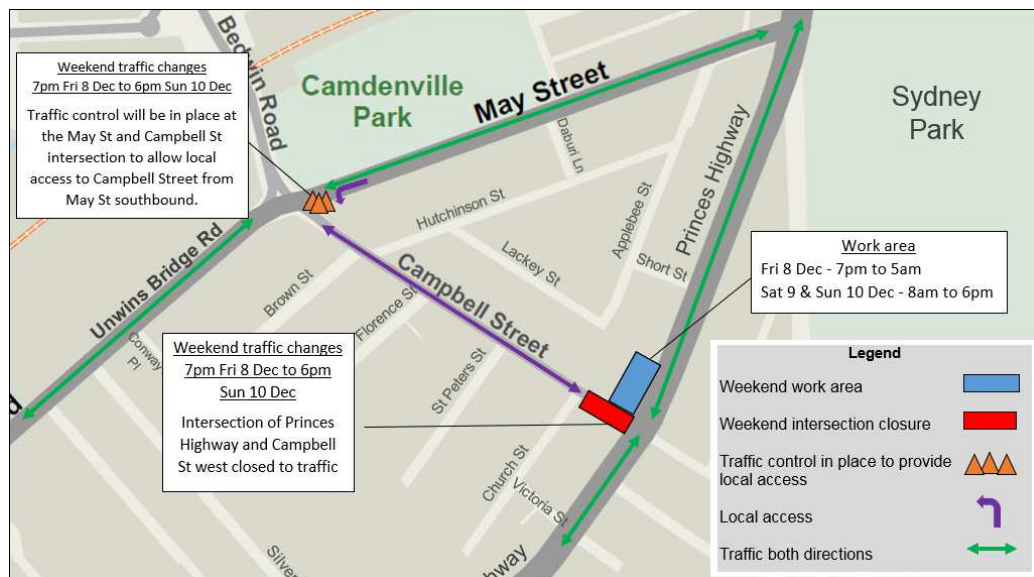 Weekend traffic changes
7pm Fri 8 Dec to 6pm Sun 10 Dec
Traffic control will be in place at
the May St and Campbell St
intersection to allow local
access to Campbell Street from
May St southbound.
Bedwin Road
Camdenville
Park
May Street
Sydney
Park
Daburi Ln
Princes Highway
Hutchinson St
Applebee St
Lackey St
Short St
Work area
Fri 8 Dec - 7pm to 5am
Sat 9 & Sun 10 Dec - 8am to 6pm
Unwins Bridge Rd
Campbell Street
Brown St
Florence St
Conway
Pl
St Peters St
Weekend traffic changes
7pm Fri 8 Dec to 6pm
Sun 10 Dec
Intersection of Princes
Highway and Campbell
St west closed to traffic
Church St
Victoria St
Silver
hway
d
Legend
Weekend work area
Weekend intersection closure
Traffic control in place to provide
local access
Local access
Traffic both directions